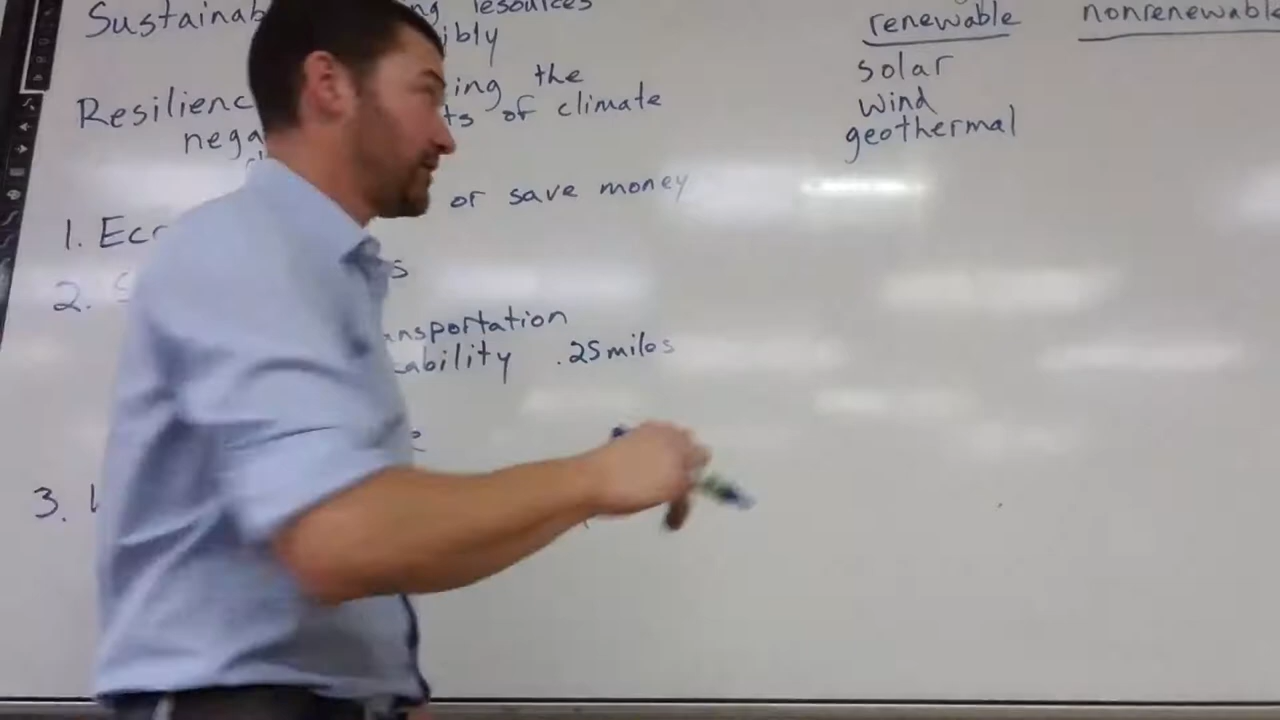 Sustainab ng resources
ibly
Resilienc ing the
nega ts of climate
or save money
1. Ecc
2. S s
ansportation
ability .25 miles
e
3.
renewable
solar
wind
geothermal
nonrenewabl